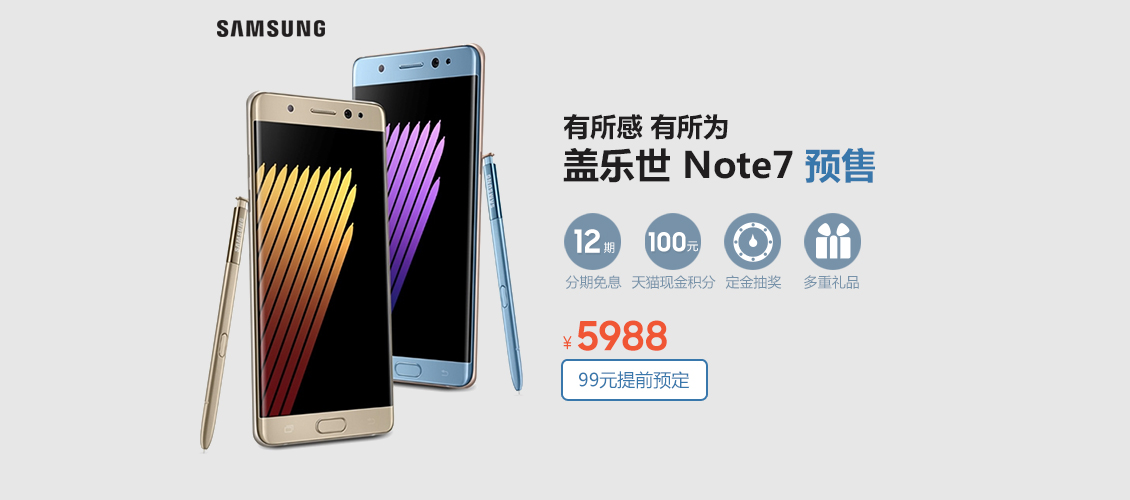 SAMSUNG
有所感 有所为
盖乐世 Note7 预售
12期
100元
分期免息
天猫现金积分
定金抽奖
多重礼品
¥5988
99元提前预定